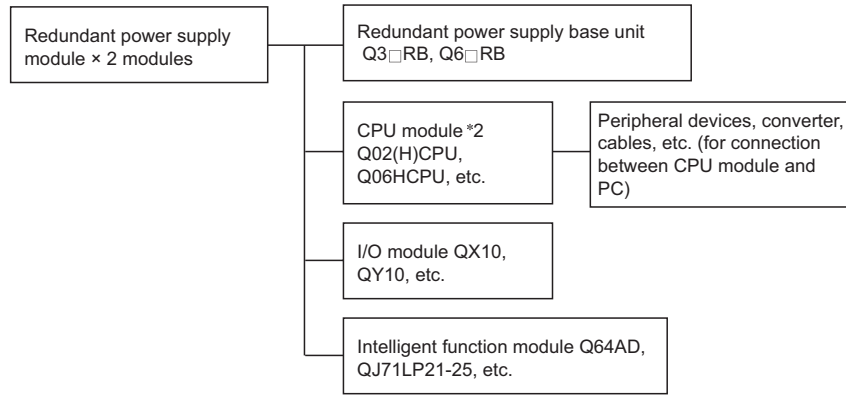 Redundant power supply
module × 2 modules
Redundant power supply base unit
Q3□RB, Q6□RB
CPU module *2
Q02(H)CPU,
Q06HCPU, etc.
Peripheral devices, converter,
cables, etc. (for connection
between CPU module and
PC)
I/O module QX10,
QY10, etc.
Intelligent function module Q64AD,
QJ71LP21-25, etc.